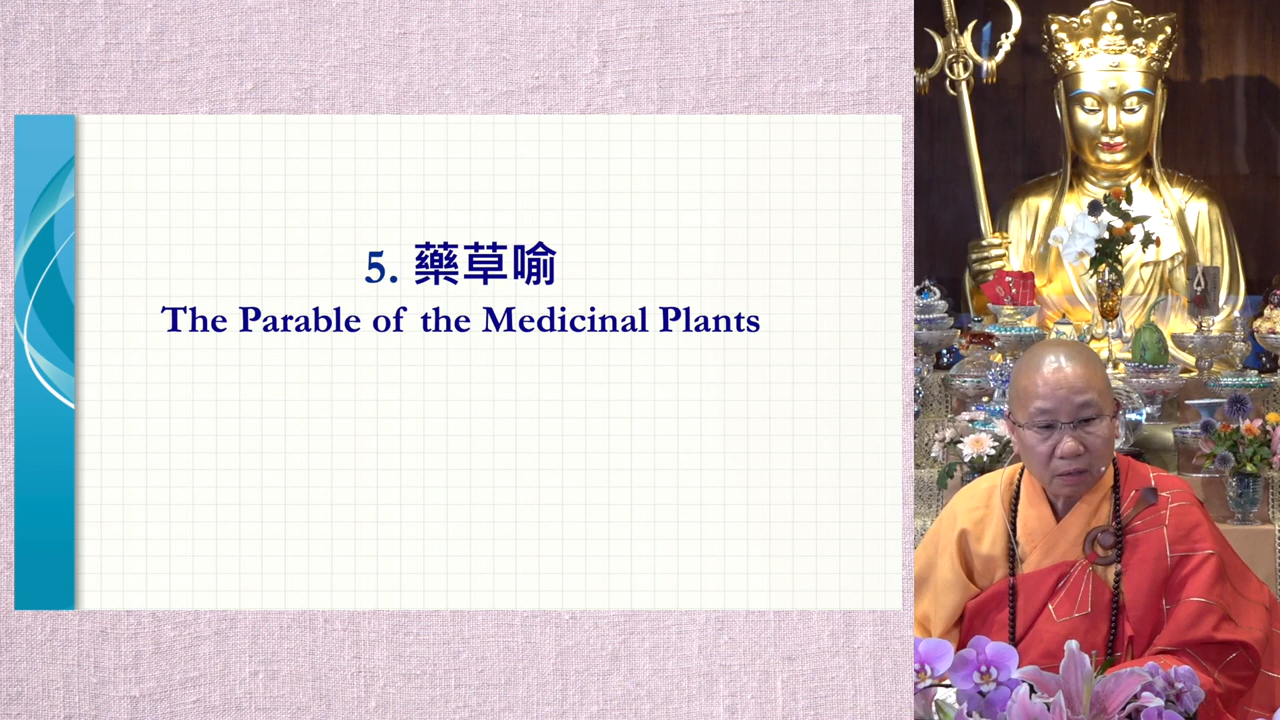 5. 藥草喻
The Parable of the Medicinal Plants